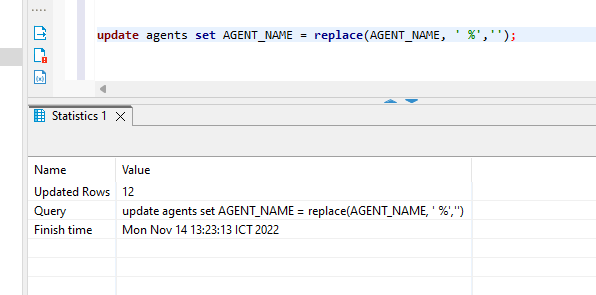 update agents set AGENT_NAME = replace(AGENT_NAME, ' %','');
Statistics 1
Name Value
Updated Rows 12
Query update agents set AGENT_NAME = replace(AGENT_NAME, ' %','')
Finish time Mon Nov 14 13:23:13 ICT 2022